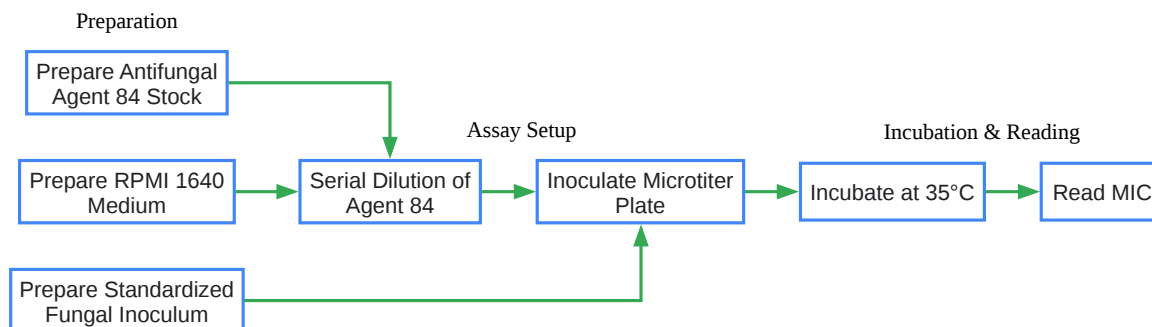 Preparation
Prepare Antifungal
Agent 84 Stock
Assay Setup
Incubation & Reading
Prepare RPMI 1640
Medium
Serial Dilution of
Agent 84
Inoculate Microtiter
Plate
Incubate at 35°C
Read MIC
Prepare Standardized
Fungal Inoculum